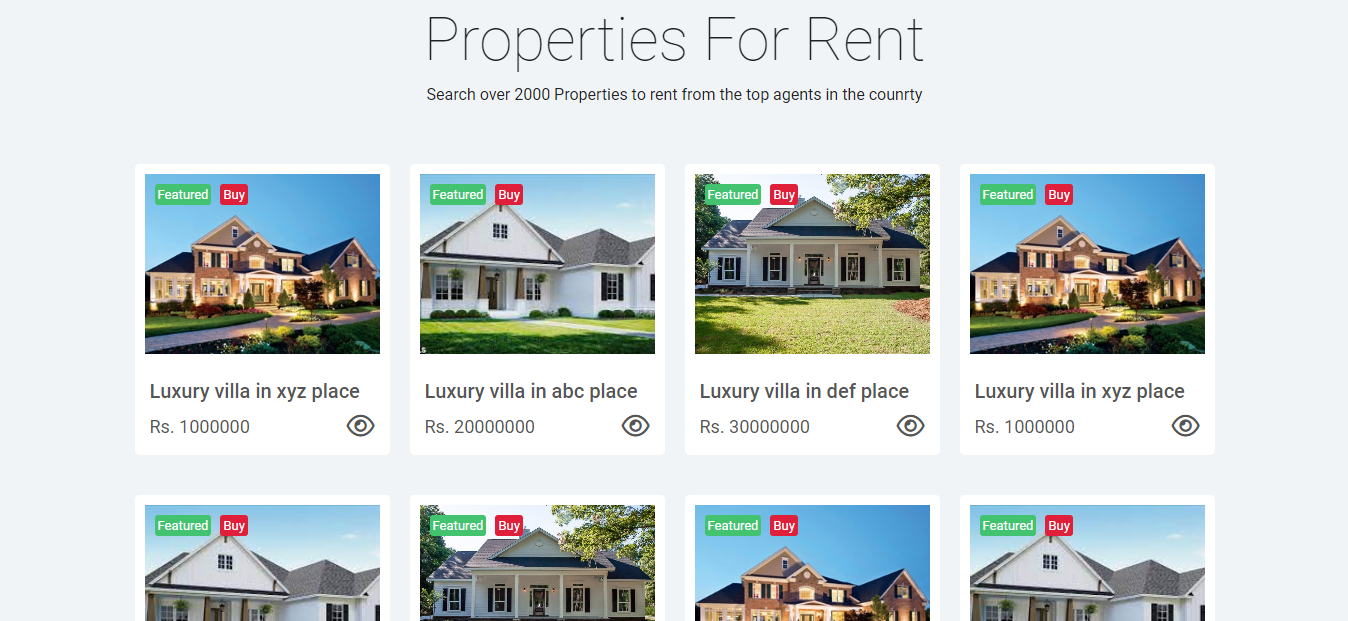 Properties For Rent
Search over 2000 Properties to rent from the top agents in the counrty
Featured Buy Featured Buy Featured Buy Featured Buy
Luxury villa in xyz place Luxury villa in abc place Luxury villa in def place Luxury villa in xyz place
Rs. 1000000 Rs. 20000000 Rs. 30000000 Rs. 1000000
Featured Buy Featured Buy Featured Buy Featured Buy